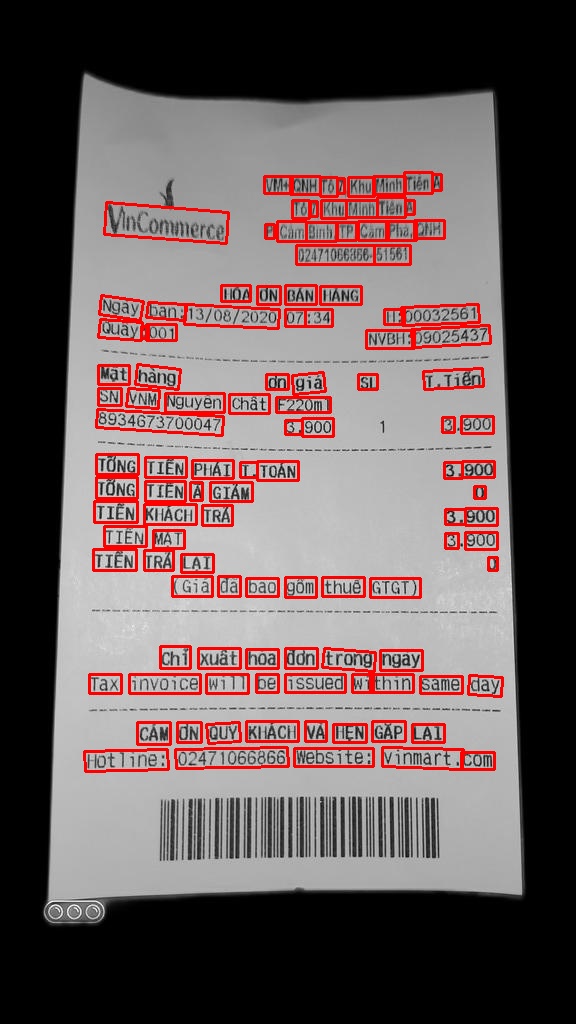 VinCommerce
VM+ QNH Tổ 7 Khu Minh Tiến A
Tổ 7 Khu Minh Tiến A
P. Cẩm Bình TP. Cẩm Phả, QNH
02471066866-51561
HÓA ĐƠN BÁN HÀNG
Ngày bán:13/08/2020 07:34 H:00032561
Quầy 001 NVBH:09025437
Mặt hàng Đơn giá SL T.Tiền
SN VNM Nguyên Chất F220ml
8934673700047 3.900 1 3.900
TỔNG TIỀN PHẢI T.TOÁN 3.900
TỔNG TIỀN ĐÃ GIẢM 0
TIỀN KHÁCH TRẢ 3.900
TIỀN MẶT 3.900
TIỀN TRẢ LẠI 0
(Giá đã bao gồm thuế GTGT)
Chỉ xuất hóa đơn trong ngày
Tax invoice will be issued within same day
CẢM ƠN QUÝ KHÁCH VÀ HẸN GẶP LẠI
Hotline: 02471066866 Website: vinmart.com